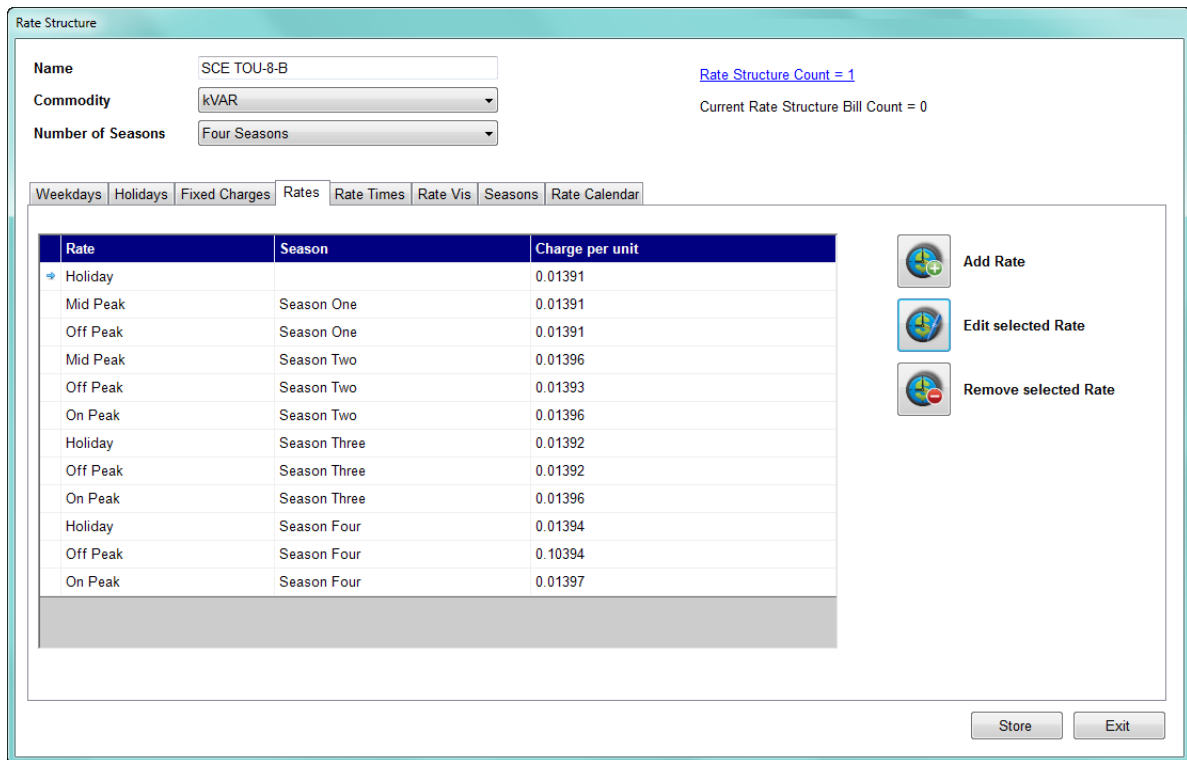 Rate Structure
Name SCE TOU-8-B
Rate Structure Count = 1
Commodity kVAR
Current Rate Structure Bill Count = 0
Number of Seasons Four Seasons
Weekdays Holidays Fixed Charges Rates Rate Times Rate Vis Seasons Rate Calendar
Rate Season Charge per unit
Holiday 0.01391
Mid Peak Season One 0.01391
Off Peak Season One 0.01391
Mid Peak Season Two 0.01396
Off Peak Season Two 0.01393
On Peak Season Two 0.01396
Holiday Season Three 0.01392
Off Peak Season Three 0.01392
On Peak Season Three 0.01396
Holiday Season Four 0.01394
Off Peak Season Four 0.10394
On Peak Season Four 0.01397
Add Rate
Edit selected Rate
Remove selected Rate
Store Exit